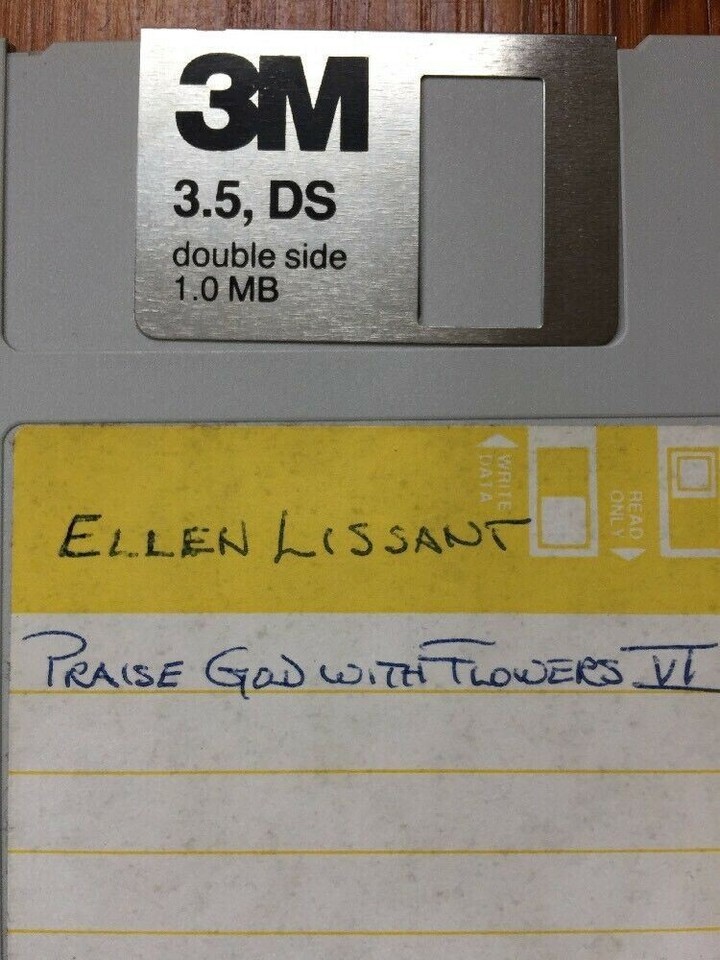 3M
3.5, DS
double side
1.0 MB
WRITE
DATA
READ
ONLY
ELLEN LISSANT
PRAISE GOD WITH FLOWERS VI